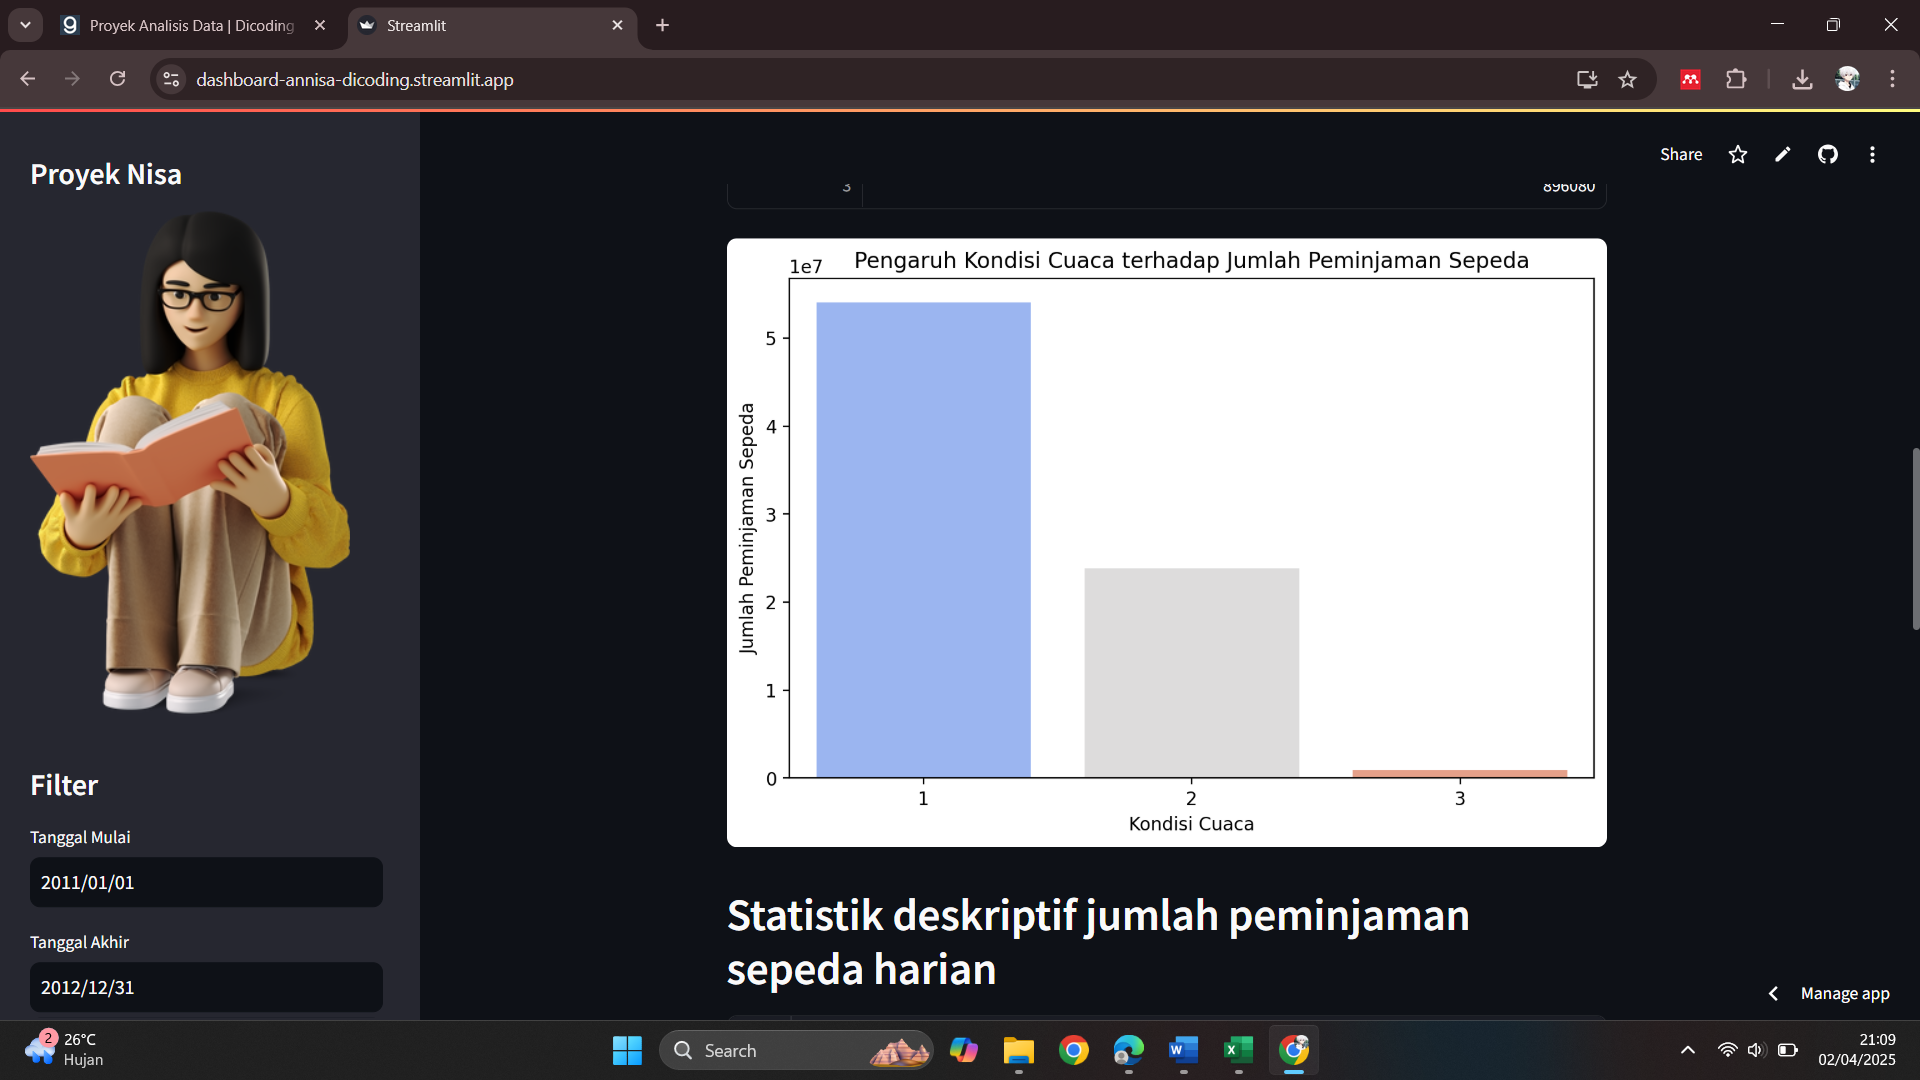 Proyek Analisis Data | Dicoding
Streamlit
dashboard-annisa-dicoding.streamlit.app
Share
Proyek Nisa
Filter
Tanggal Mulai
2011/01/01
Tanggal Akhir
2012/12/31
3 896080
1e7 Pengaruh Kondisi Cuaca terhadap Jumlah Peminjaman Sepeda
Jumlah Peminjaman Sepeda
5
4
3
2
1
0
1 2 3
Kondisi Cuaca
Statistik deskriptif jumlah peminjaman
sepeda harian
Manage app
2
26°C
Hujan
Search
21:09
02/04/2025